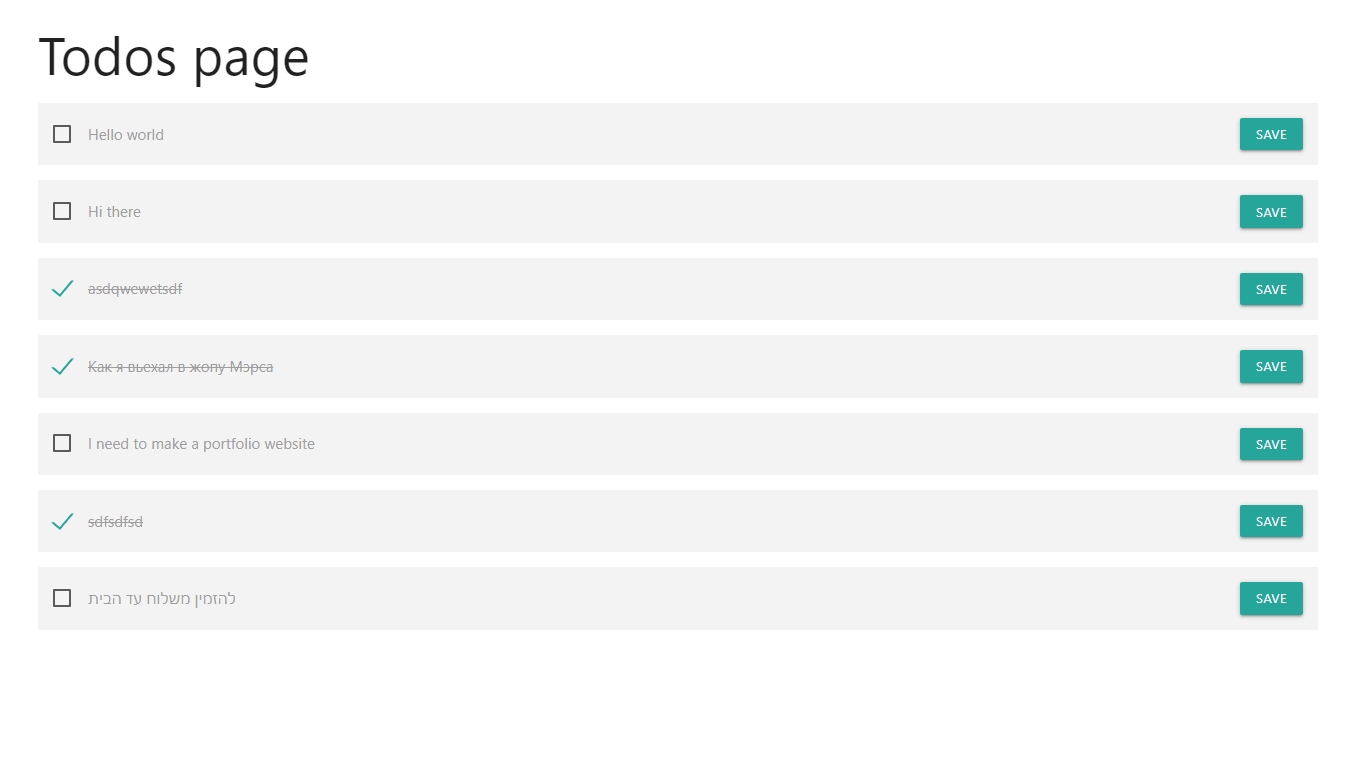 Todos page
Hello world
SAVE
Hi there
SAVE
asdqwewetsdf
SAVE
Как я вьехал в жопу Мэрса
SAVE
I need to make a portfolio website
SAVE
sdfsdfsd
SAVE
להזמין משלוח עד הבית
SAVE